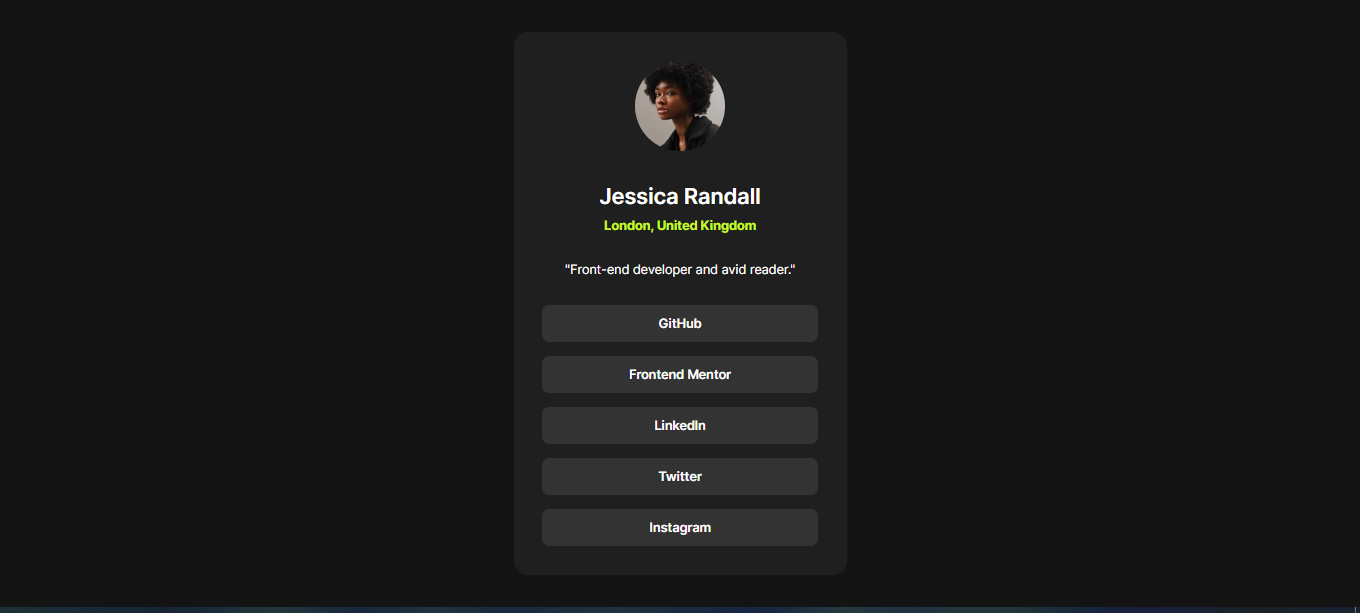 Jessica Randall
London, United Kingdom
"Front-end developer and avid reader."
GitHub
Frontend Mentor
LinkedIn
Twitter
Instagram